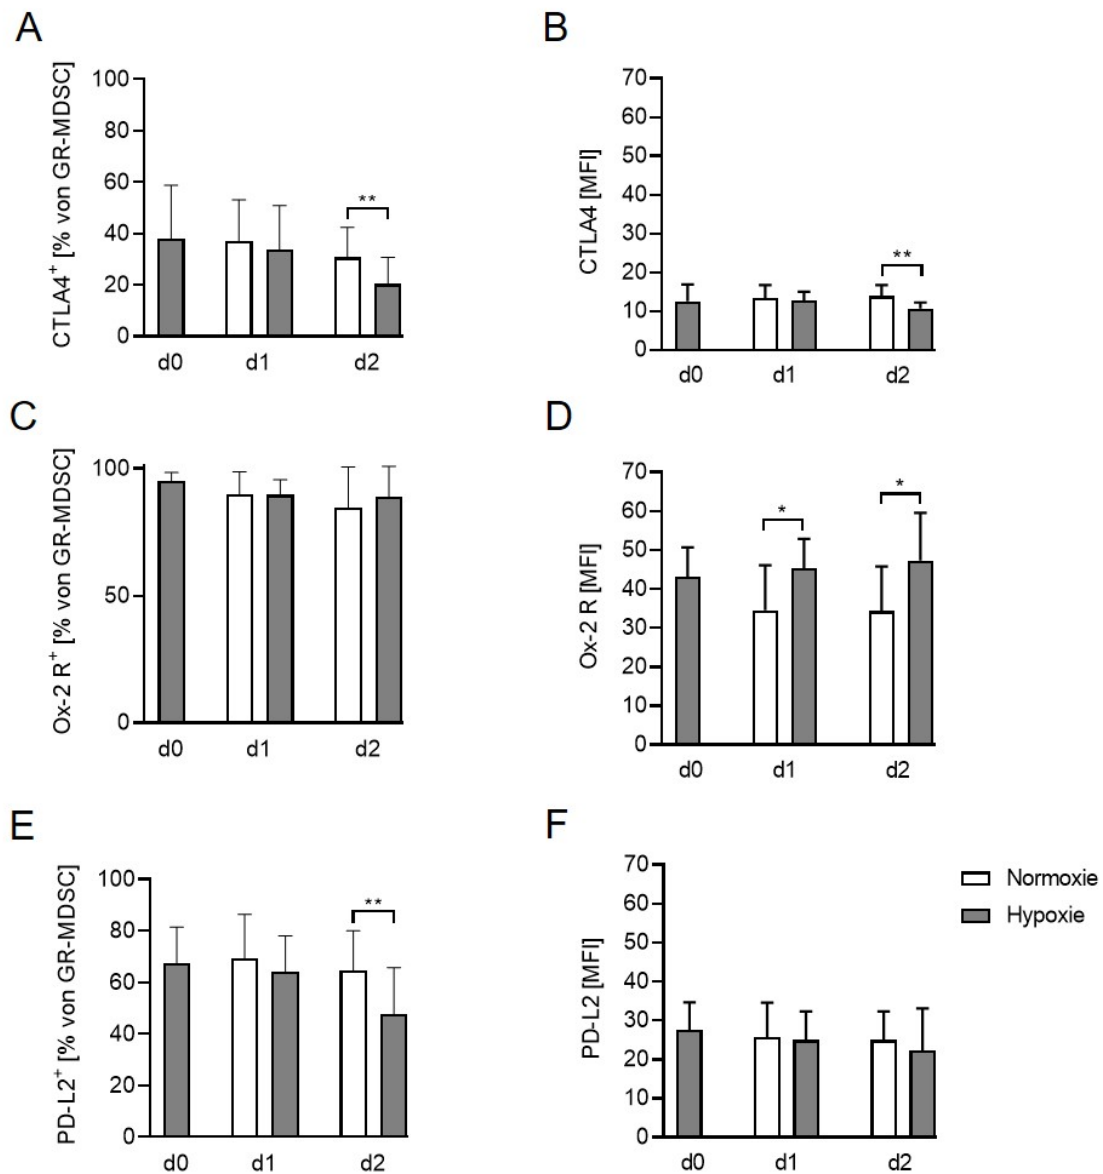 A
CTLA4+ [% von GR-MDSC]
100
80
60
40
20
0
**
d0 d1 d2
B
CTLA4 [MFI]
70
60
50
40
30
20
10
0
**
d0 d1 d2
C
Ox-2 R+ [% von GR-MDSC]
100
50
0
d0 d1 d2
D
Ox-2 R [MFI]
70
60
50
40
30
20
10
0
* *
d0 d1 d2
E
PD-L2+ [% von GR-MDSC]
100
80
60
40
20
0
**
d0 d1 d2
F
PD-L2 [MFI]
70
60
50
40
30
20
10
0
d0 d1 d2
Normoxie
Hypoxie